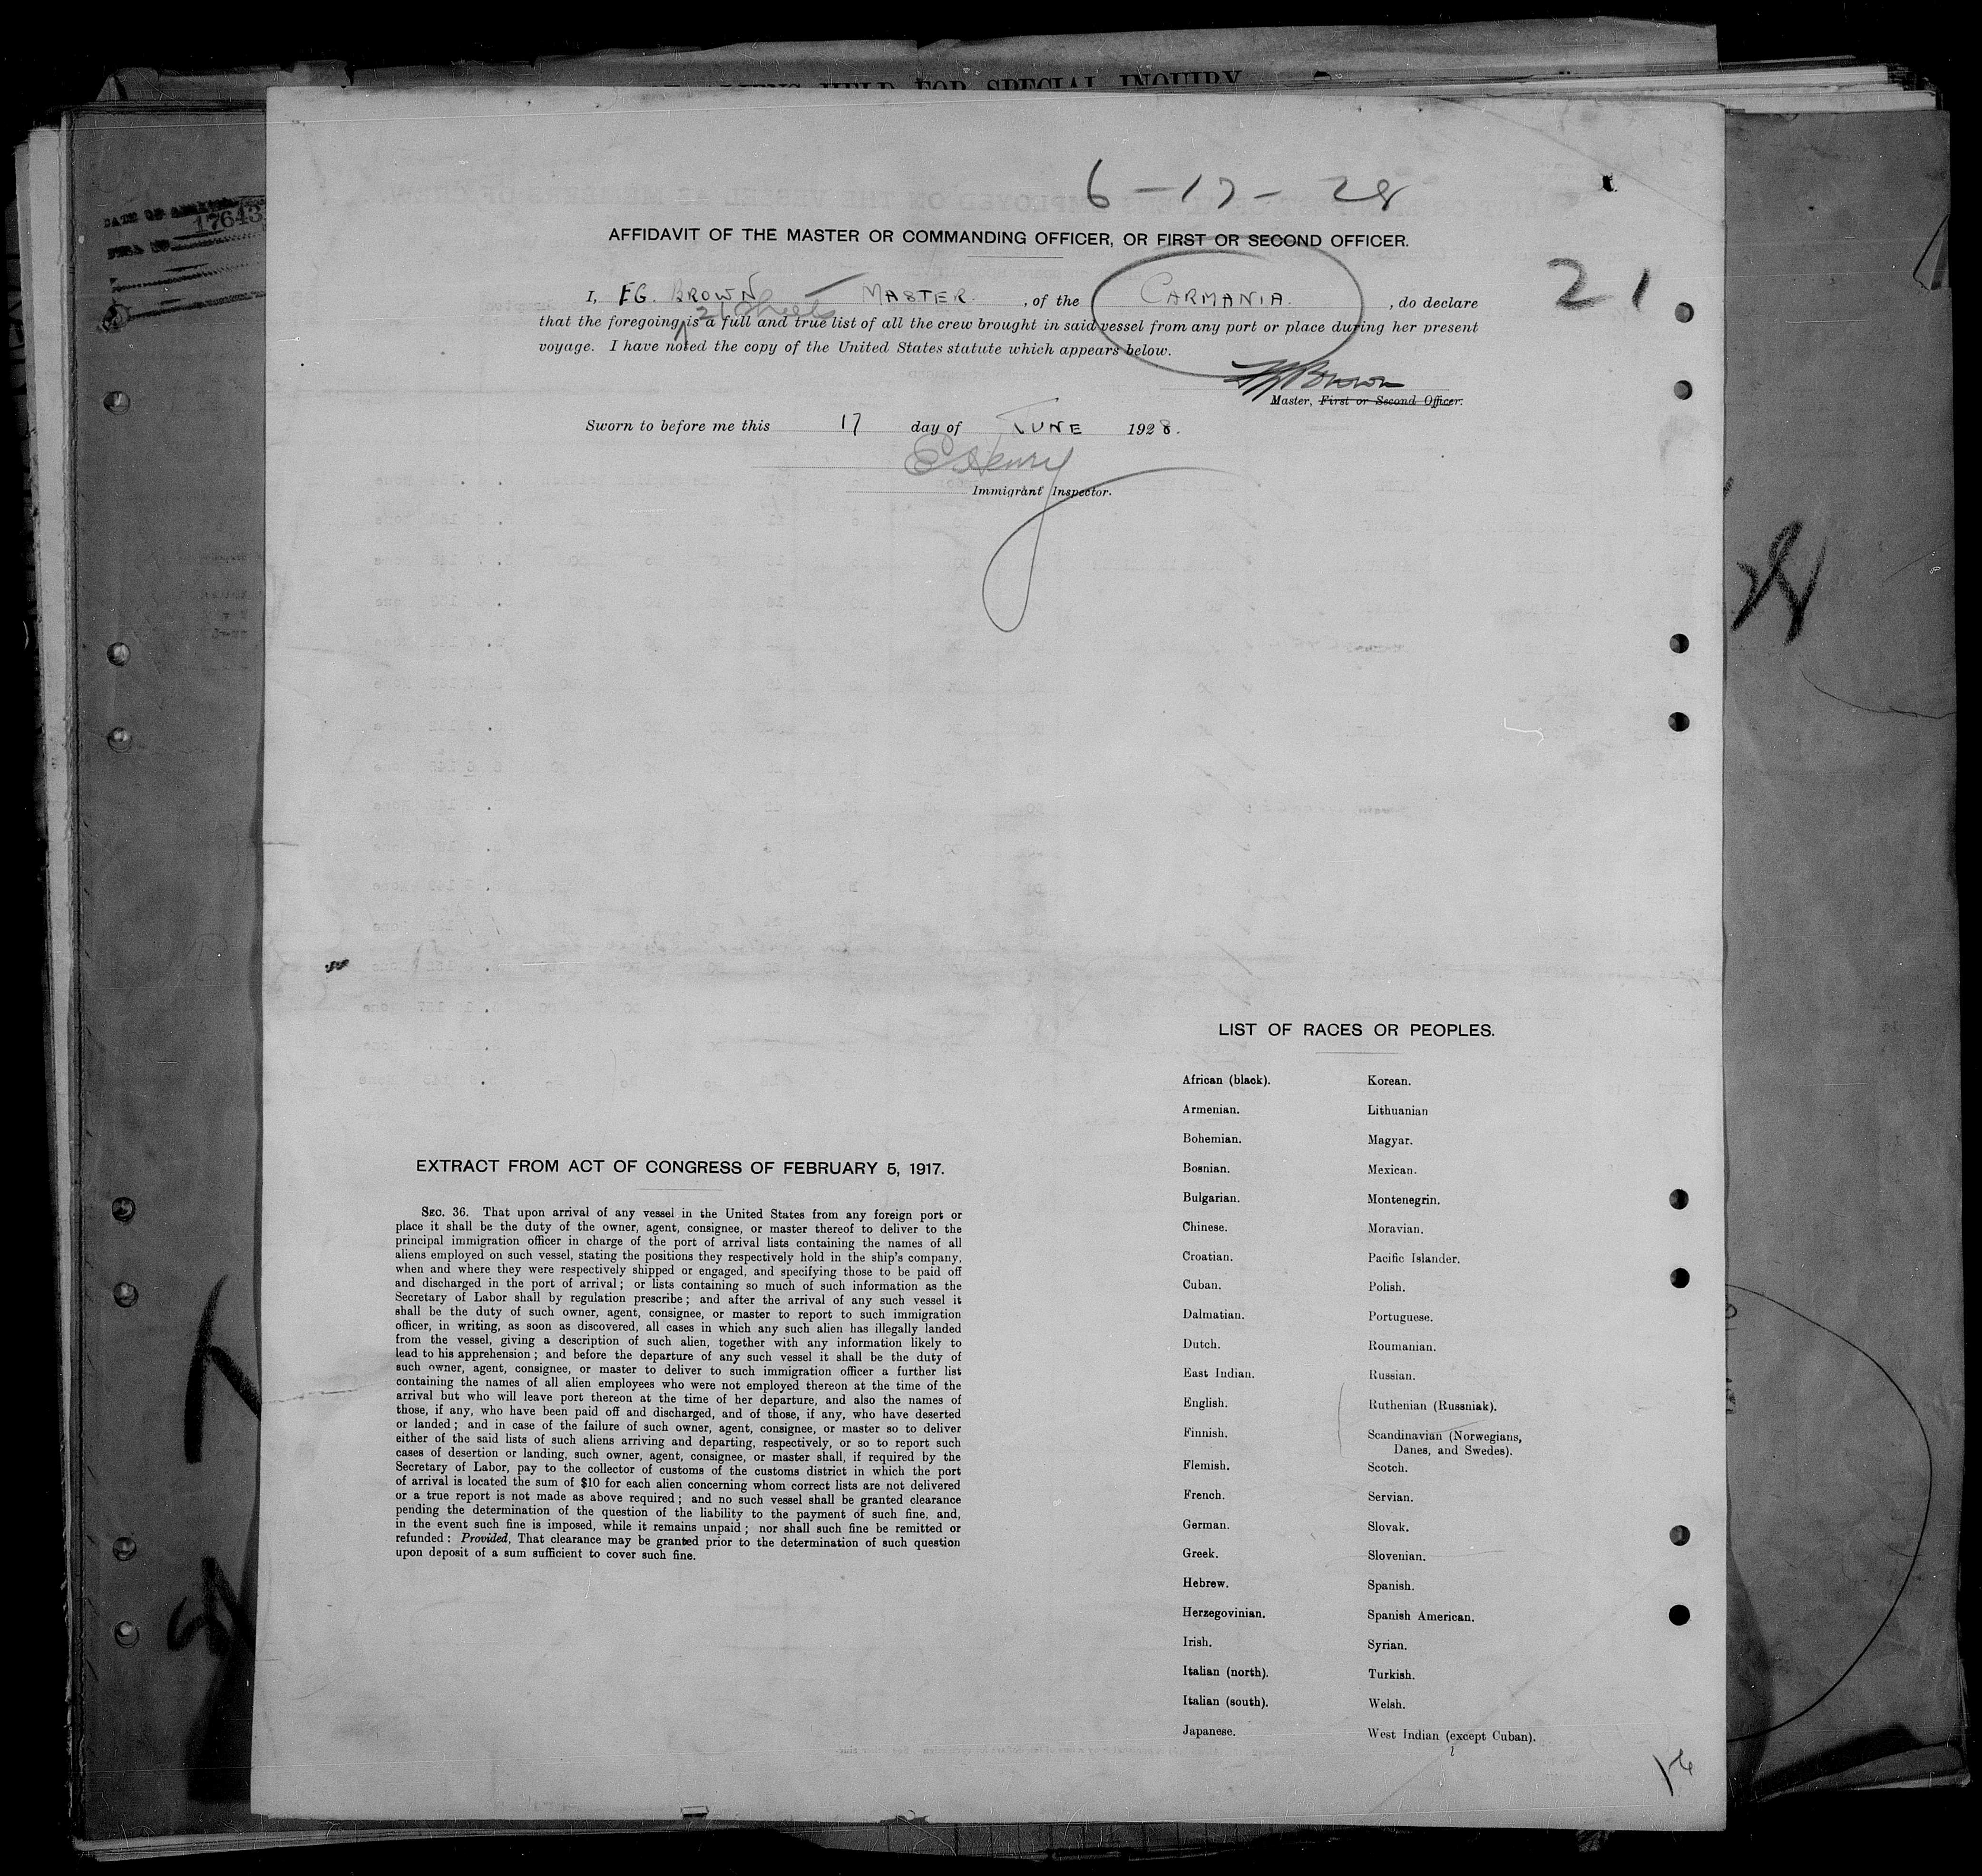 ALIENS HELD FOR SPECIAL INQUIRY
DATE OF
17643
6-17-28
AFFIDAVIT OF THE MASTER OR COMMANDING OFFICER, OR FIRST OR SECOND OFFICER.
21
I, F.G. BROWN MASTER. , of the CARMANIA. , do declare
21 sheets
that the foregoing is a full and true list of all the crew brought in said vessel from any port or place during her present
voyage. I have noted the copy of the United States statute which appears below.
FG Brown
Master, First or Second Officer.
Sworn to before me this 17 day of JUNE 1928.
E Henry
Immigrant Inspector.
LIST OF RACES OR PEOPLES.
African (black). Korean.
Armenian. Lithuanian
Bohemian. Magyar.
Bosnian. Mexican.
Bulgarian. Montenegrin.
Chinese. Moravian.
Croatian. Pacific Islander.
Cuban. Polish.
Dalmatian. Portuguese.
Dutch. Roumanian.
East Indian. Russian.
English. Ruthenian (Russniak).
Finnish. Scandinavian (Norwegians,
Danes, and Swedes).
Flemish. Scotch.
French. Servian.
German. Slovak.
Greek. Slovenian.
Hebrew. Spanish.
Herzegovinian. Spanish American.
Irish. Syrian.
Italian (north). Turkish.
Italian (south). Welsh.
Japanese. West Indian (except Cuban).
EXTRACT FROM ACT OF CONGRESS OF FEBRUARY 5, 1917.
SEC. 36. That upon arrival of any vessel in the United States from any foreign port or
place it shall be the duty of the owner, agent, consignee, or master thereof to deliver to the
principal immigration officer in charge of the port of arrival lists containing the names of all
aliens employed on such vessel, stating the positions they respectively hold in the ship's company,
when and where they were respectively shipped or engaged, and specifying those to be paid off
and discharged in the port of arrival; or lists containing so much of such information as the
Secretary of Labor shall by regulation prescribe; and after the arrival of any such vessel it
shall be the duty of such owner, agent, consignee, or master to report to such immigration
officer, in writing, as soon as discovered, all cases in which any such alien has illegally landed
from the vessel, giving a description of such alien, together with any information likely to
lead to his apprehension; and before the departure of any such vessel it shall be the duty of
such owner, agent, consignee, or master to deliver to such immigration officer a further list
containing the names of all alien employees who were not employed thereon at the time of the
arrival but who will leave port thereon at the time of her departure, and also the names of
those, if any, who have been paid off and discharged, and of those, if any, who have deserted
or landed; and in case of the failure of such owner, agent, consignee, or master so to deliver
either of the said lists of such aliens arriving and departing, respectively, or so to report such
cases of desertion or landing, such owner, agent, consignee, or master shall, if required by the
Secretary of Labor, pay to the collector of customs of the customs district in which the port
of arrival is located the sum of $10 for each alien concerning whom correct lists are not delivered
or a true report is not made as above required; and no such vessel shall be granted clearance
pending the determination of the question of the liability to the payment of such fine, and,
in the event such fine is imposed, while it remains unpaid; nor shall such fine be remitted or
refunded: Provided, That clearance may be granted prior to the determination of such question
upon deposit of a sum sufficient to cover such fine.